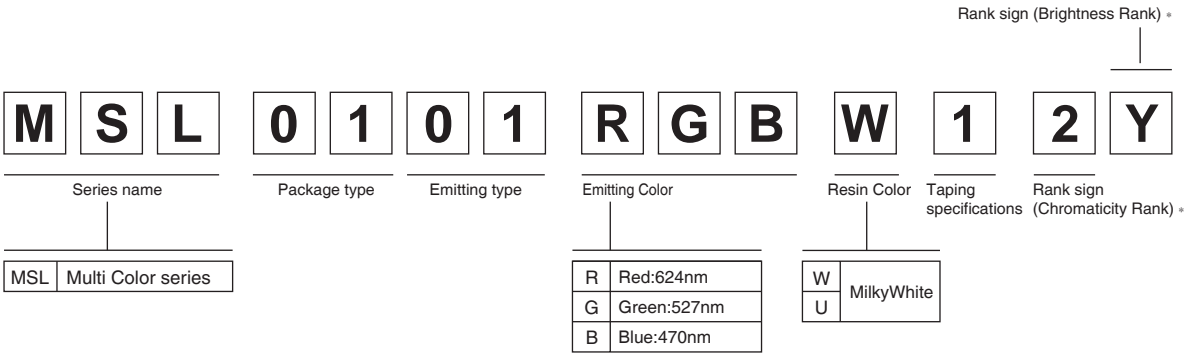 Rank sign (Brightness Rank) *
M S L 0 1 0 1 R G B W 1 2 Y
Series name
Package type
Emitting type
Emitting Color
Resin Color
Taping
specifications
Rank sign
(Chromaticity Rank) *
MSL Multi Color series
R Red:624nm
G Green:527nm
B Blue:470nm
W
U
MilkyWhite